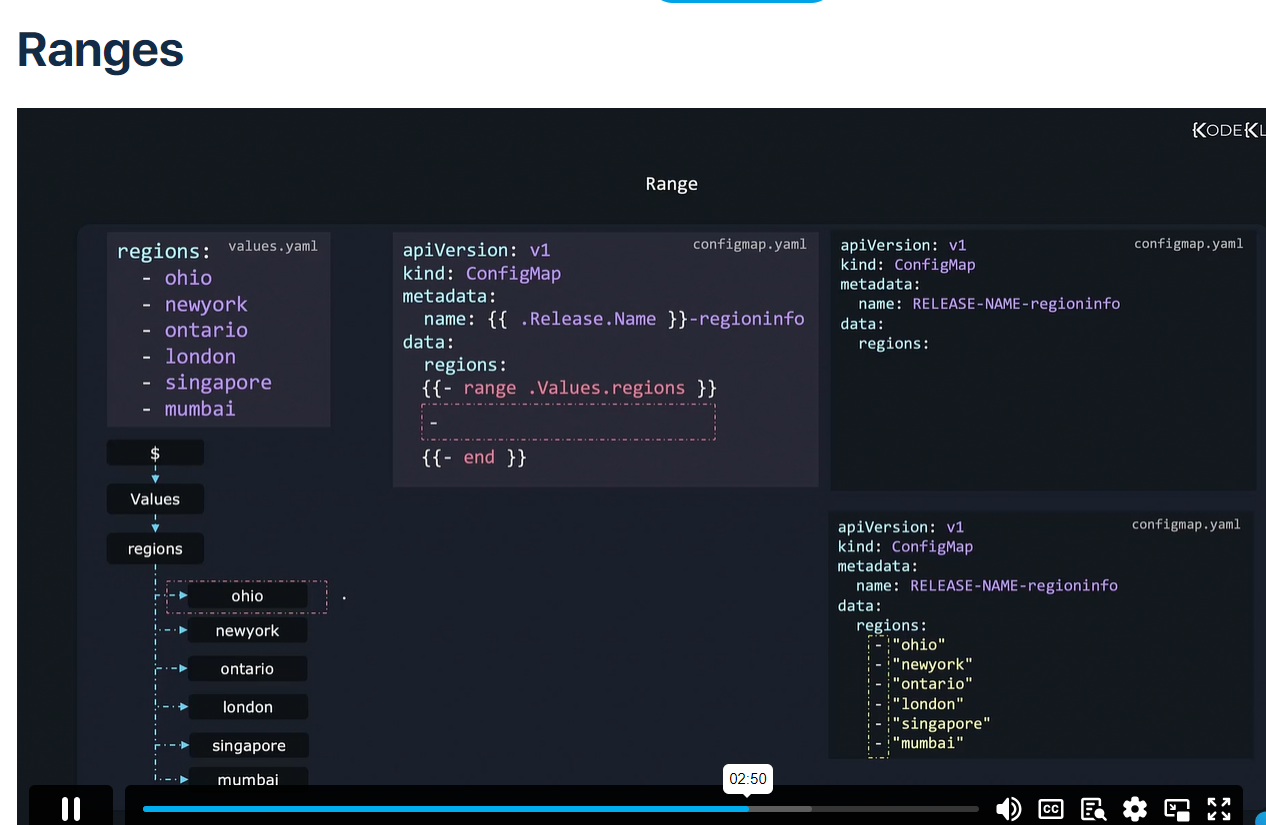 Ranges
KODEKL
Range
regions: values.yaml
- ohio
- newyork
- ontario
- london
- singapore
- mumbai
$
Values
regions
ohio .
newyork
ontario
london
singapore
mumbai
apiVersion: v1 configmap.yaml
kind: ConfigMap
metadata:
name: {{ .Release.Name }}-regioninfo
data:
regions:
{{- range .Values.regions }}
-
{{- end }}
apiVersion: v1 configmap.yaml
kind: ConfigMap
metadata:
name: RELEASE-NAME-regioninfo
data:
regions:
apiVersion: v1 configmap.yaml
kind: ConfigMap
metadata:
name: RELEASE-NAME-regioninfo
data:
regions:
- "ohio"
- "newyork"
- "ontario"
- "london"
- "singapore"
- "mumbai"
02:50
CC